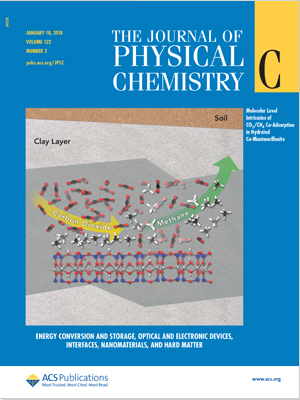 JANUARY 18, 2018
VOLUME 122
NUMBER 2
pubs.acs.org/JPCC
THE JOURNAL OF
PHYSICAL
CHEMISTRY
C
Molecular Level
Intricacies of
CO2/CH4 Co-Adsorption
in Hydrated
Ca-Montmorillonite
Soil
Clay Layer
Carbon Dioxide
Methane
ENERGY CONVERSION AND STORAGE, OPTICAL AND ELECTRONIC DEVICES,
INTERFACES, NANOMATERIALS, AND HARD MATTER
ACS Publications
Most Trusted. Most Cited. Most Read.
www.acs.org